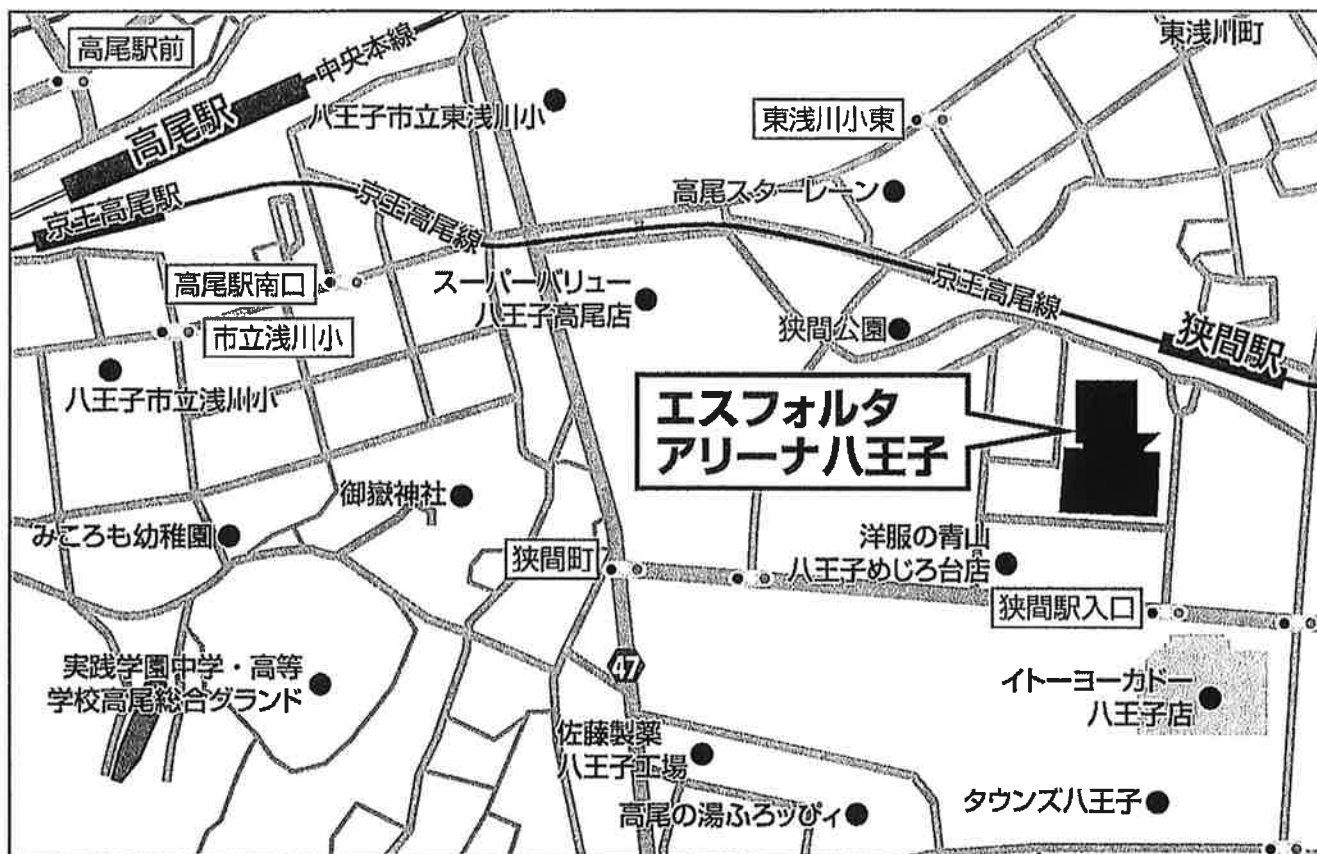 高尾駅前
中央本線
東浅川町
高尾駅
八王子市立東浅川小
東浅川小東
京王高尾駅
京王高尾線
高尾スターレーン
高尾駅南口
スーパーバリュー
八王子高尾店
京王高尾線
市立浅川小
狭間公園
狭間駅
八王子市立浅川小
エスフォルタ
アリーナ八王子
御嶽神社
みころも幼稚園
狭間町
洋服の青山
八王子めじろ台店
狭間駅入口
実践学園中学・高等
学校高尾総合グランド
47
イトーヨーカドー
八王子店
佐藤製薬
八王子工場
高尾の湯ふろッぴィ
タウンズ八王子